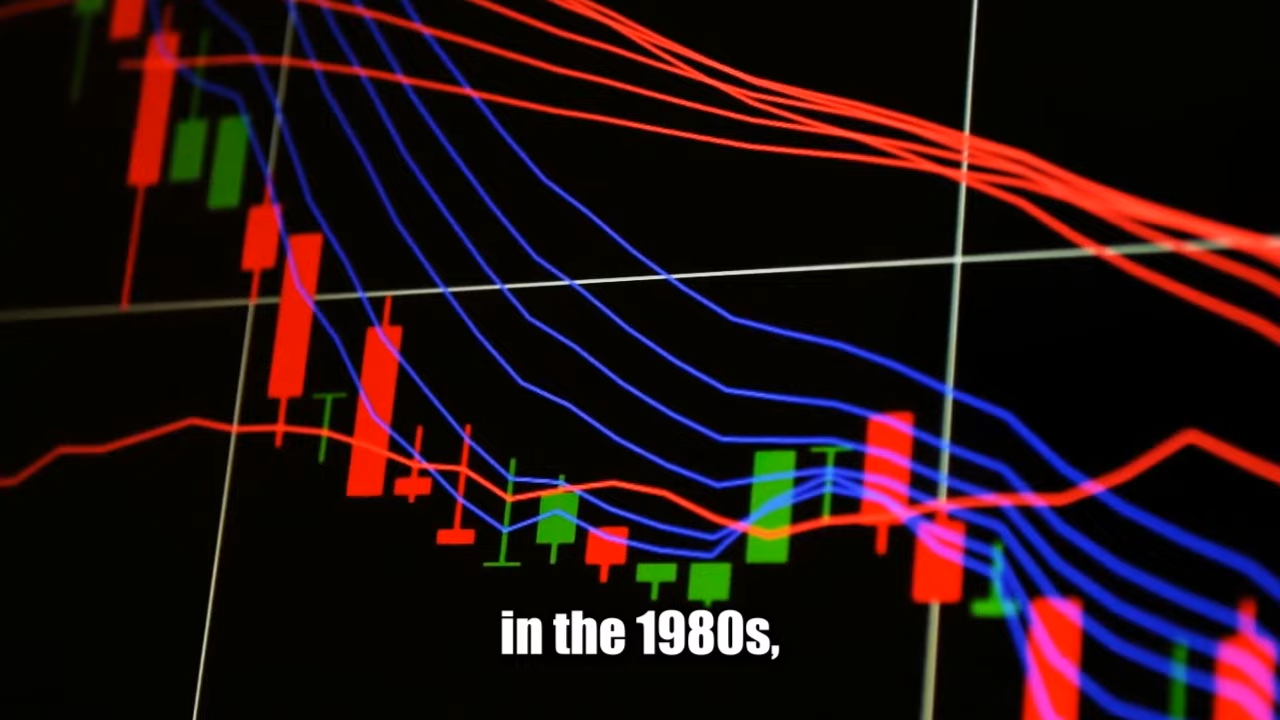 in the 1980s,